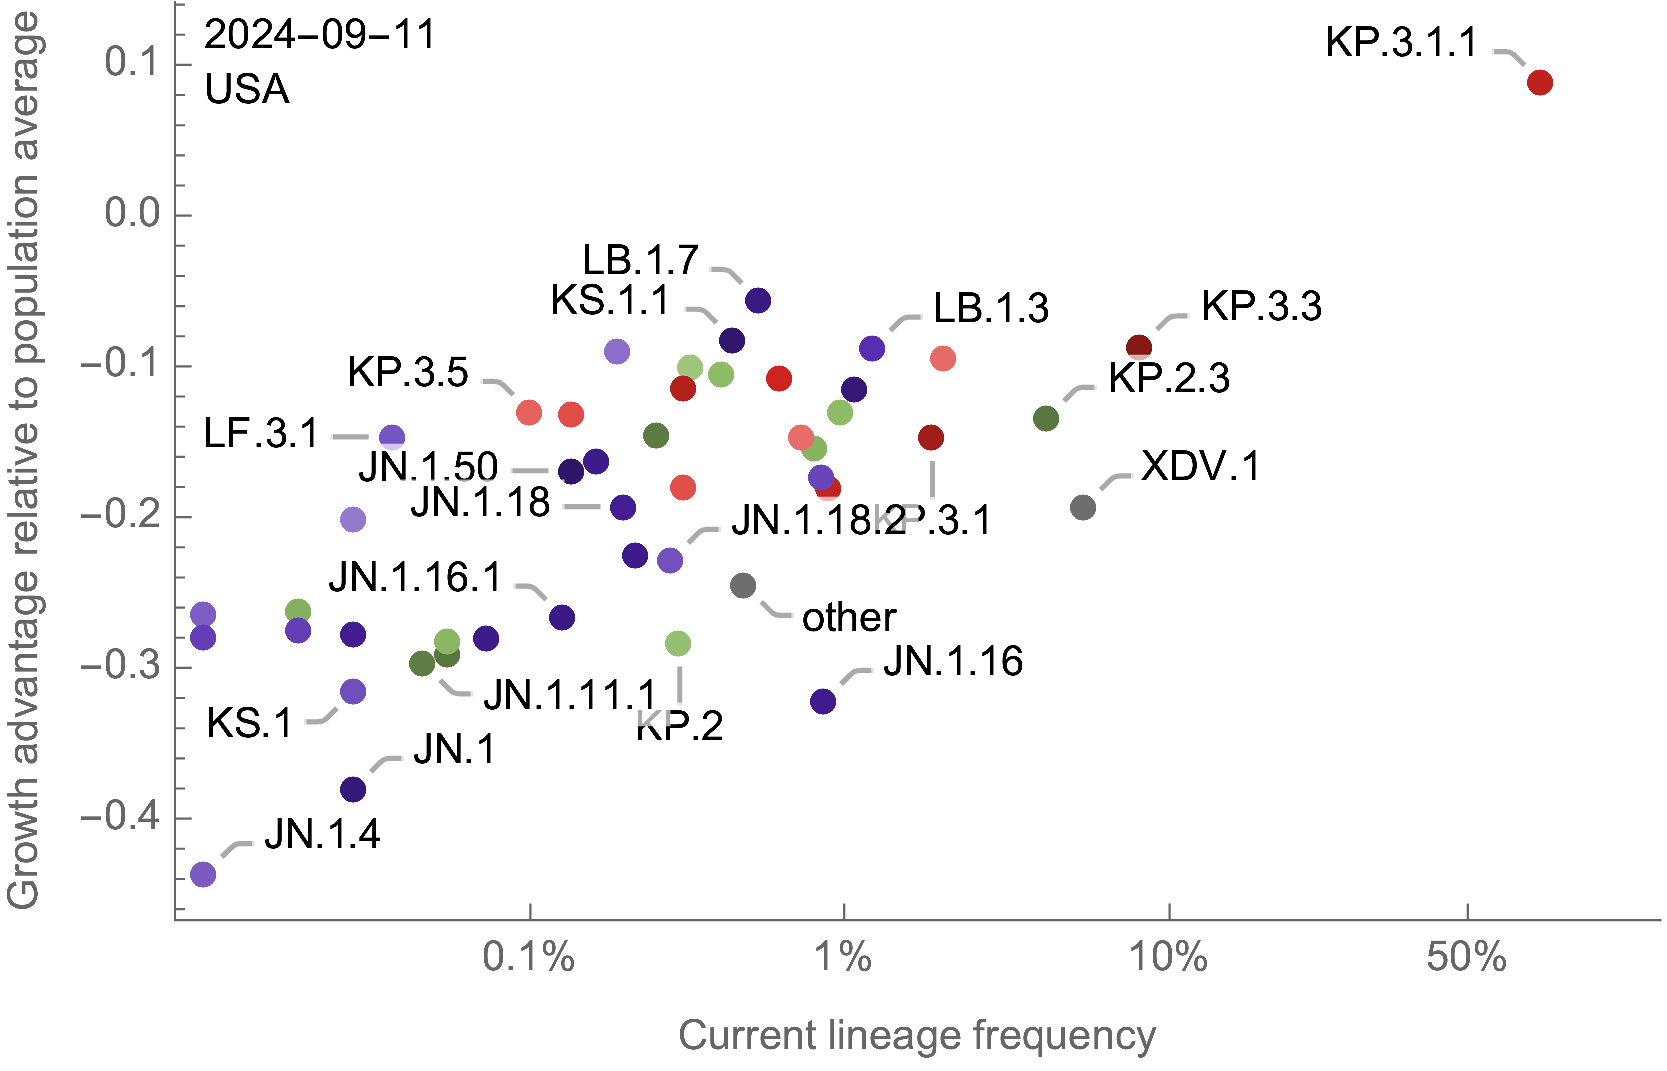 2024−09−11
USA
KP.3.1.1
0.1
0.0
LB.1.7
KS.1.1
LB.1.3
KP.3.3
−0.1
KP.3.5
KP.2.3
LF.3.1
JN.1.50
XDV.1
JN.1.18
−0.2
JN.1.18.2
KP.3.1
JN.1.16.1
other
−0.3
JN.1.16
JN.1.11.1
KS.1
KP.2
JN.1
−0.4
JN.1.4
0.1%
1%
10%
50%
Current lineage frequency
Growth advantage relative to population average